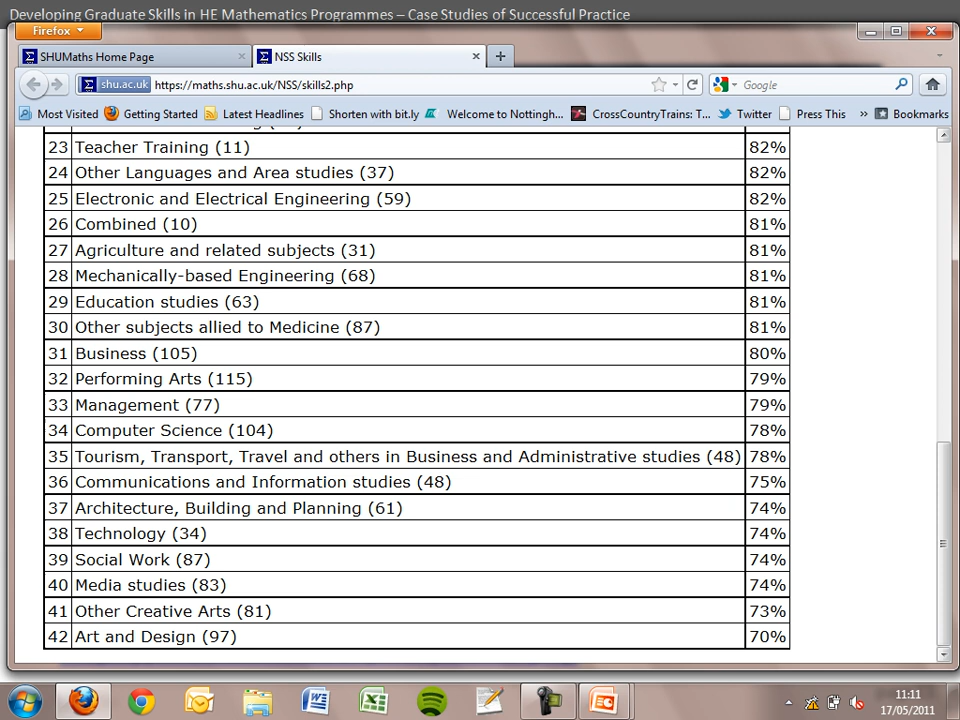 Developing Graduate Skills in HE Mathematics Programmes – Case Studies of Successful Practice
Firefox
SHUMaths Home Page
NSS Skills
shu.ac.uk https://maths.shu.ac.uk/NSS/skills2.php
Google
Most Visited Getting Started Latest Headlines Shorten with bit.ly Welcome to Nottingh... CrossCountryTrains: T... Twitter Press This » Bookmarks
23 Teacher Training (11) 82%
24 Other Languages and Area studies (37) 82%
25 Electronic and Electrical Engineering (59) 82%
26 Combined (10) 81%
27 Agriculture and related subjects (31) 81%
28 Mechanically-based Engineering (68) 81%
29 Education studies (63) 81%
30 Other subjects allied to Medicine (87) 81%
31 Business (105) 80%
32 Performing Arts (115) 79%
33 Management (77) 79%
34 Computer Science (104) 78%
35 Tourism, Transport, Travel and others in Business and Administrative studies (48) 78%
36 Communications and Information studies (48) 75%
37 Architecture, Building and Planning (61) 74%
38 Technology (34) 74%
39 Social Work (87) 74%
40 Media studies (83) 74%
41 Other Creative Arts (81) 73%
42 Art and Design (97) 70%
11:11
17/05/2011